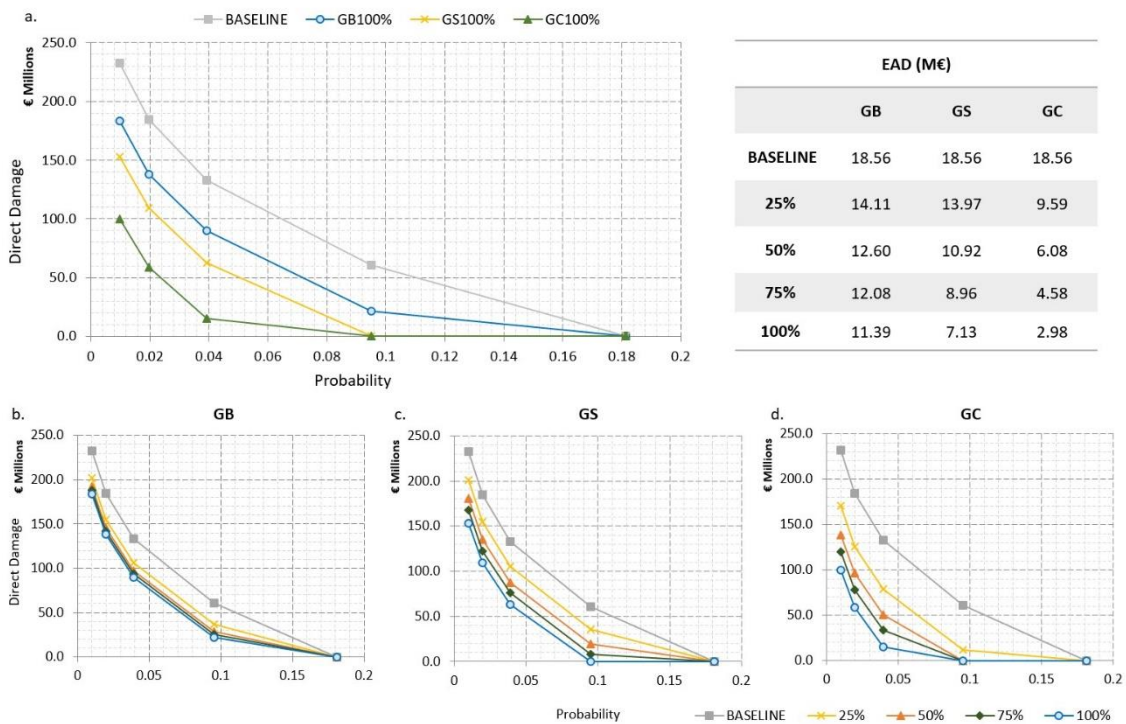 a.
BASELINE GB100% GS100% GC100%
250.0
200.0
150.0
100.0
50.0
0.0
€ Millions
Direct Damage
0 0.02 0.04 0.06 0.08 0.1 0.12 0.14 0.16 0.18 0.2
Probability
EAD (M€)
GB GS GC
BASELINE 18.56 18.56 18.56
25% 14.11 13.97 9.59
50% 12.60 10.92 6.08
75% 12.08 8.96 4.58
100% 11.39 7.13 2.98
b. GB
250.0
200.0
150.0
100.0
50.0
0.0
€ Millions
Direct Damage
0 0.05 0.1 0.15 0.2
c. GS
250.0
200.0
150.0
100.0
50.0
0.0
€ Millions
0 0.05 0.1 0.15 0.2
d. GC
250.0
200.0
150.0
100.0
50.0
0.0
€ Millions
0 0.05 0.1 0.15 0.2
Probability
BASELINE 25% 50% 75% 100%